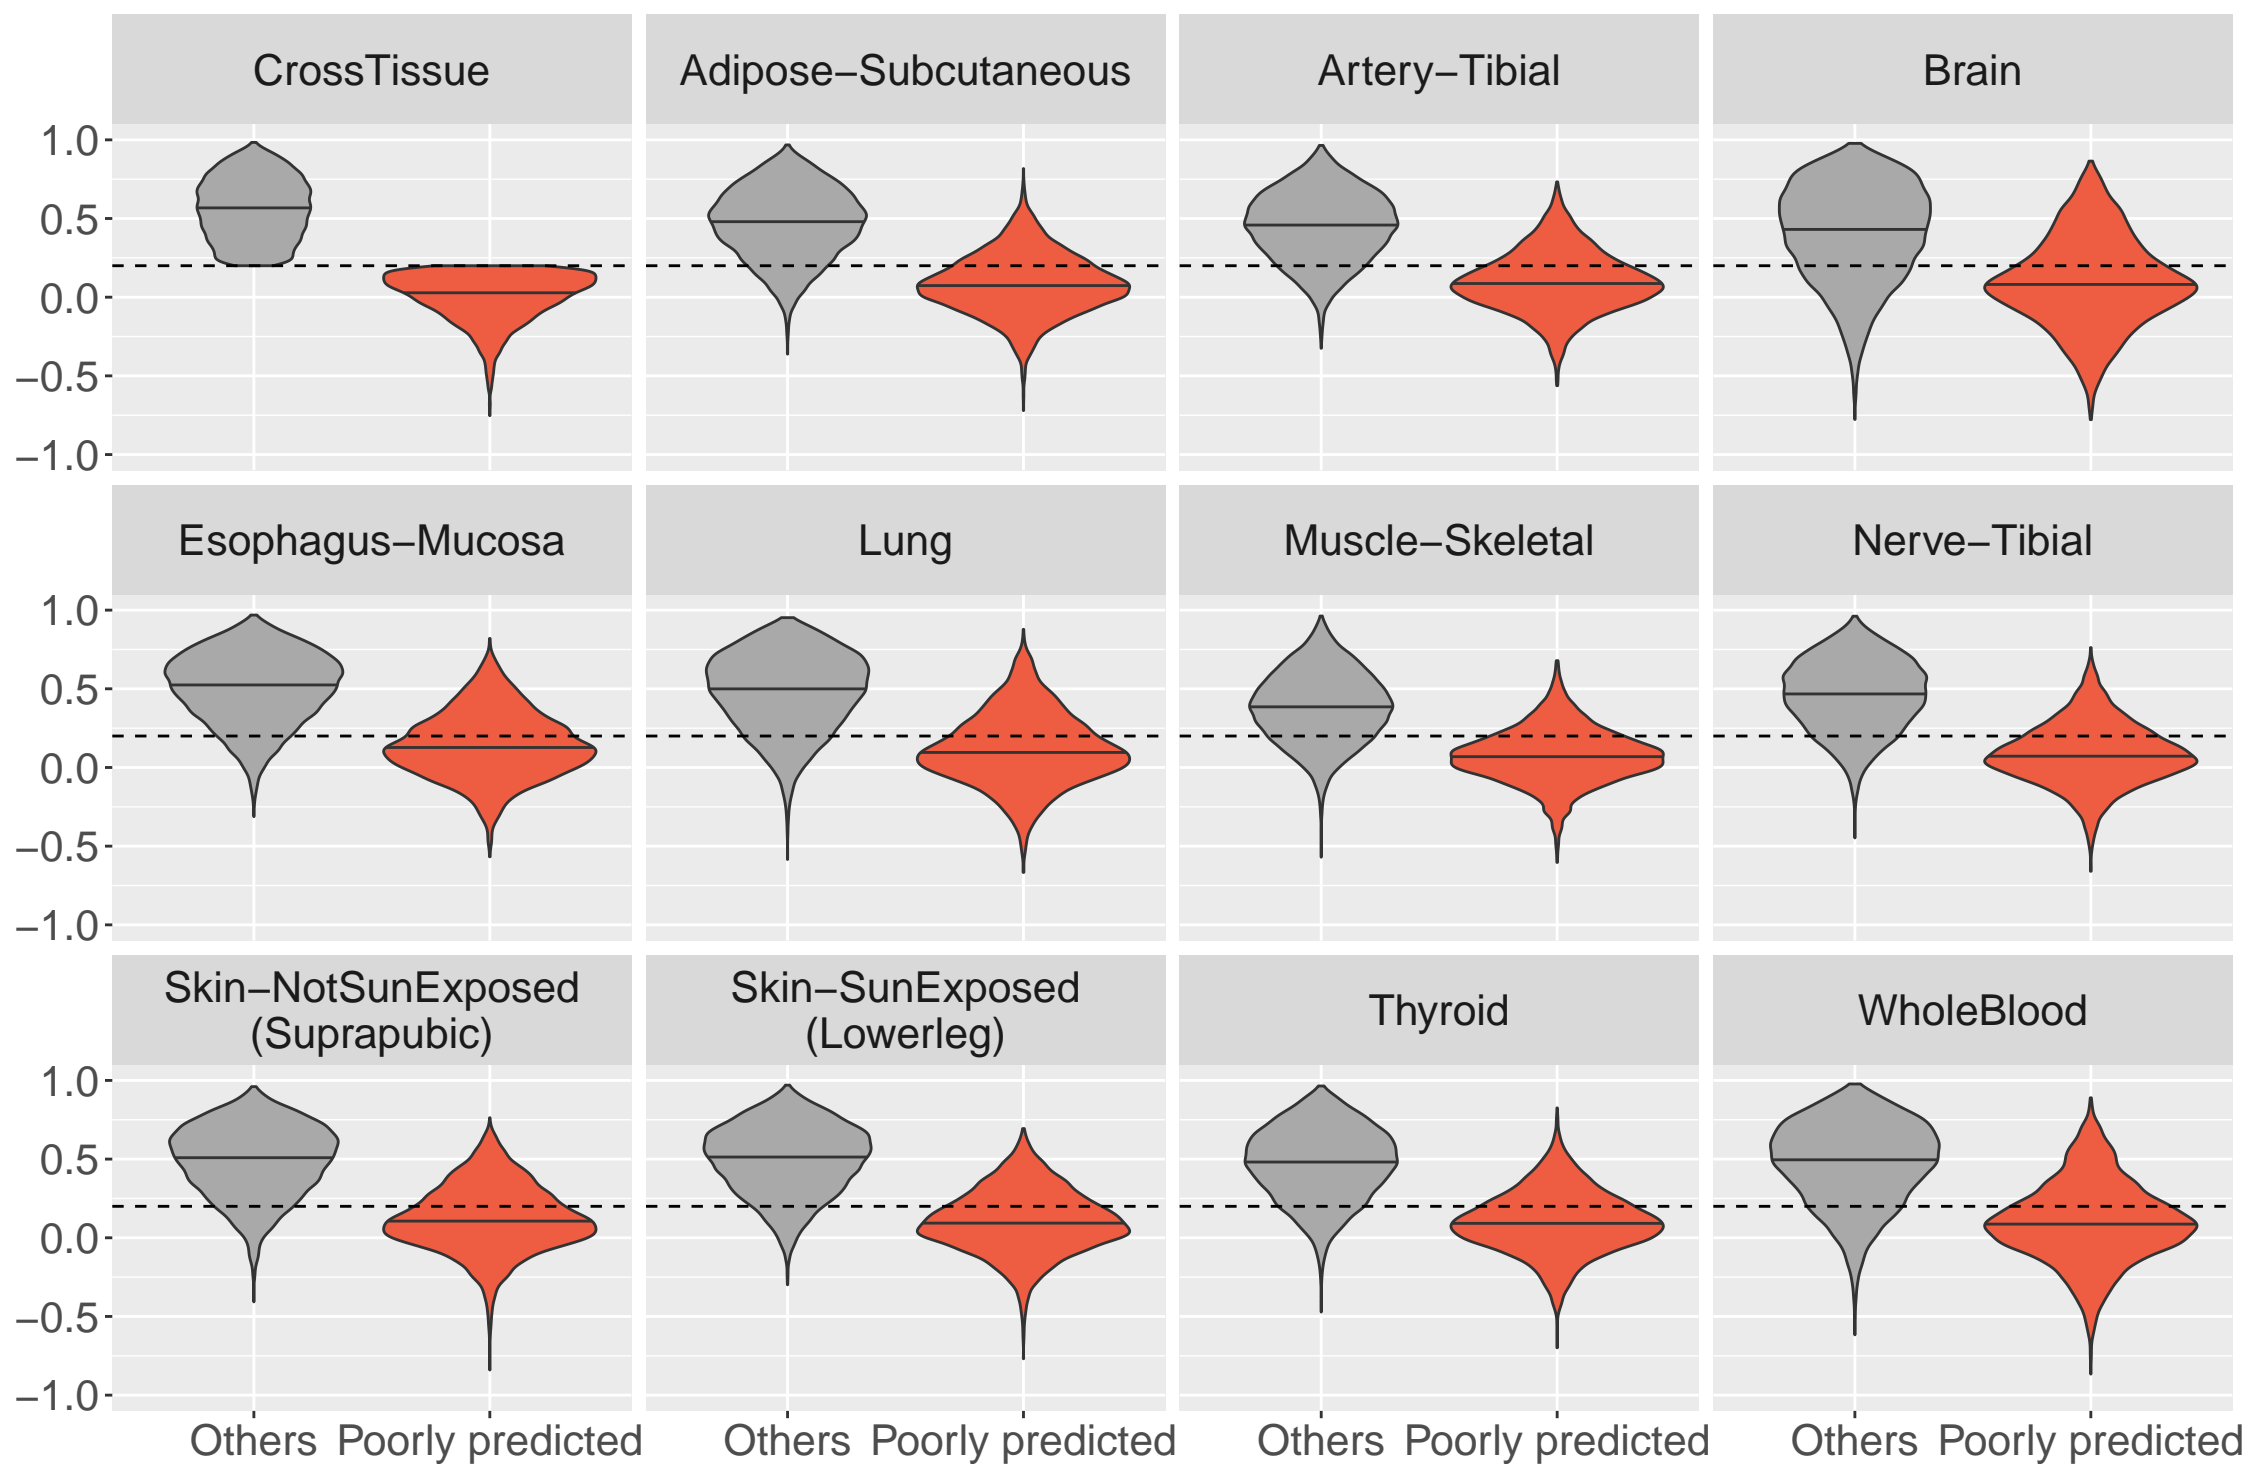 CrossTissue
Adipose−Subcutaneous
Artery−Tibial
Brain
1.0
0.5
0.0
−0.5
−1.0
Esophagus−Mucosa
Lung
Muscle−Skeletal
Nerve−Tibial
1.0
0.5
0.0
−0.5
−1.0
Skin−NotSunExposed
(Suprapubic)
Skin−SunExposed
(Lowerleg)
Thyroid
WholeBlood
1.0
0.5
0.0
−0.5
−1.0
Others Poorly predicted
Others Poorly predicted
Others Poorly predicted
Others Poorly predicted